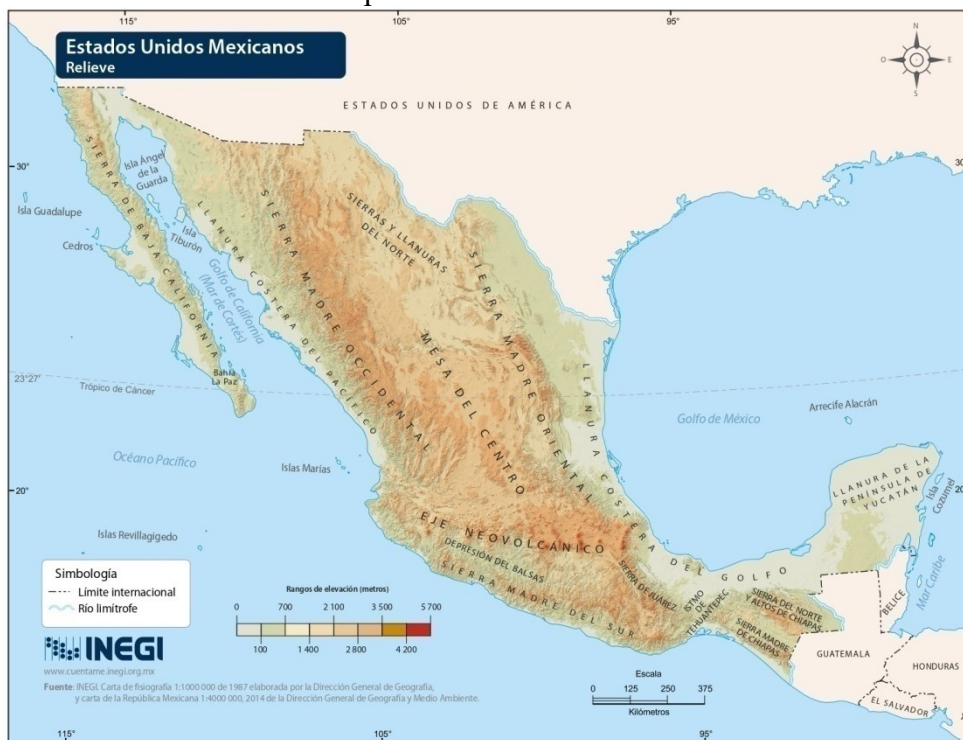 115°
105°
95°
Estados Unidos Mexicanos
Relieve
N
O
E
S
ESTADOS UNIDOS DE AMÉRICA
30°
Isla Ángel
de la
Guarda
Isla Guadalupe
Cedros
Isla
Tiburón
SIERRA DE BAJA CALIFORNIA
Golfo de California
(Mar de Cortés)
LLANURA COSTERA DEL PACÍFICO
SIERRA MADRE OCCIDENTAL
SIERRAS Y LLANURAS
DEL NORTE
SIERRA MADRE ORIENTAL
MESA DEL CENTRO
LLANURA COSTERA DEL GOLFO
23°27'
Trópico de Cáncer
Bahía
La Paz
Golfo de México
Arrecife Alacrán
Océano Pacífico
Islas Marías
20°
LLANURA DE LA
PENÍNSULA DE
YUCATÁN
Isla
Cozumel
Islas Revillagigedo
EJE NEOVOLCÁNICO
DEPRESIÓN DEL BALSAS
SIERRA MADRE DEL SUR
SIERRA DE JUÁREZ
ISTMO
DE
TEHUANTEPEC
SIERRA DEL NORTE
ALTOS DE CHIAPAS
SIERRA MADRE
DE CHIAPAS
BELICE
Mar Caribe
GUATEMALA
HONDURAS
EL SALVADOR
Simbología
Límite internacional
Río limítrofe
Rangos de elevación (metros)
0 700 2 100 3 500 5 700
100 1 400 2 800 4 200
INEGI
www.cuentame.inegi.org.mx
Fuente: INEGI. Carta de fisiografía 1:1000 000 de 1987 elaborada por la Dirección General de Geografía,
y carta de la República Mexicana 1:4000 000, 2014 de la Dirección General de Geografía y Medio Ambiente.
Escala
0 125 250 375
Kilómetros
115°
105°
95°